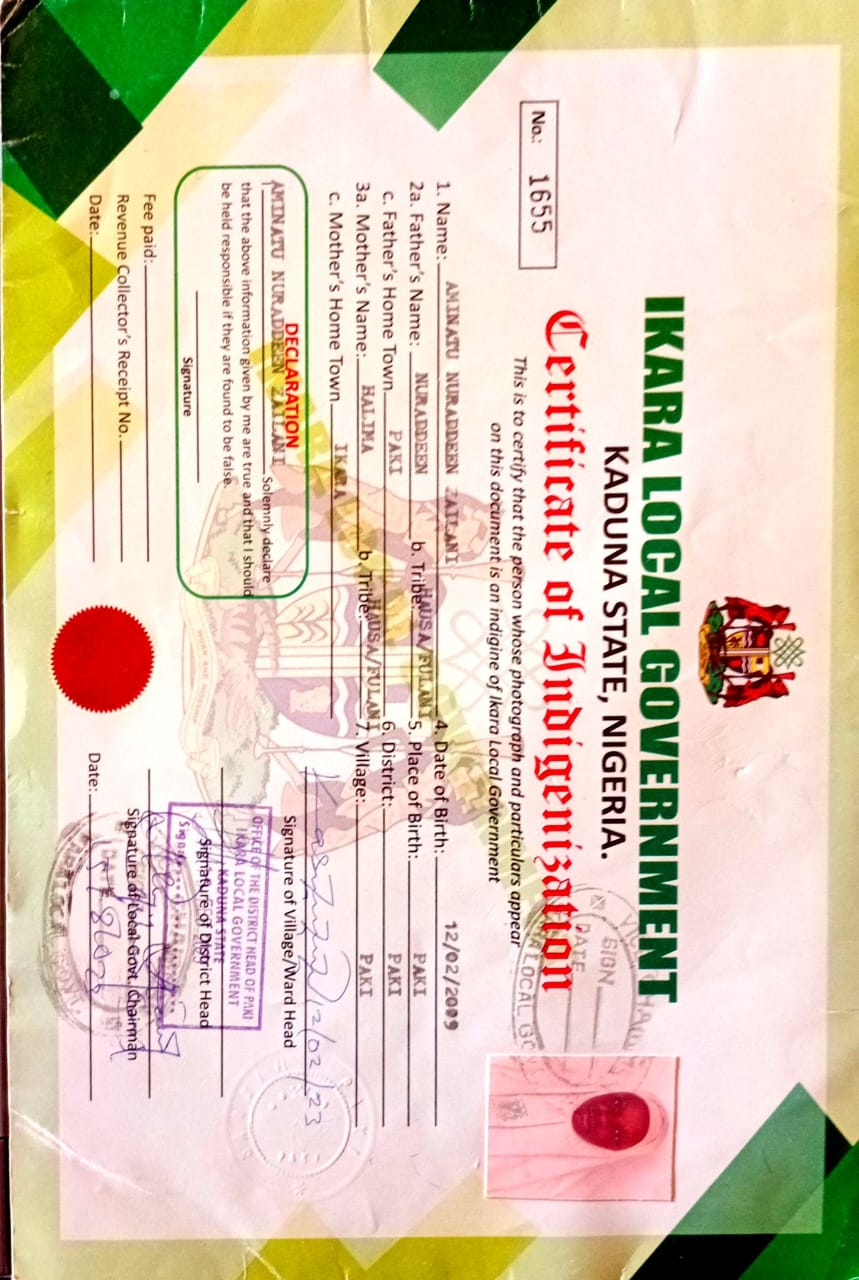 IKARA LOCAL GOVERNMENT
KADUNA STATE, NIGERIA.
Certificate of Indigenization
No.: 1655
This is to certify that the person whose photograph and particulars appear
on this document is an indigine of Ikara Local Government
1. Name: AMINATU NURADDEEN ZAILANI
4. Date of Birth: 12/02/2009
2a. Father's Name: NURADDEEN b. Tribe: HAUSA/FULANI
5. Place of Birth: PAKI
c. Father's Home Town PAKI
6. District: PAKI
3a. Mother's Name: HALIMA b. Tribe: HAUSA/FULANI
7. Village: PAKI
c. Mother's Home Town IKARA
12/02/23
Signature of Village/Ward Head
DECLARATION
I AMINATU NURADDEEN ZAILANI Solemnly declare
that the above information given by me are true and that I should
be held responsible if they are found to be false.
Signature
OFFICE OF THE DISTRICT HEAD OF PAKI
IKARA LOCAL GOVERNMENT
KADUNA STATE
Sign
Signature of District Head
Fee paid:
Revenue Collector's Receipt No.
Date:
Signature of Local Govt. Chairman
Date:
SIGN
DATE